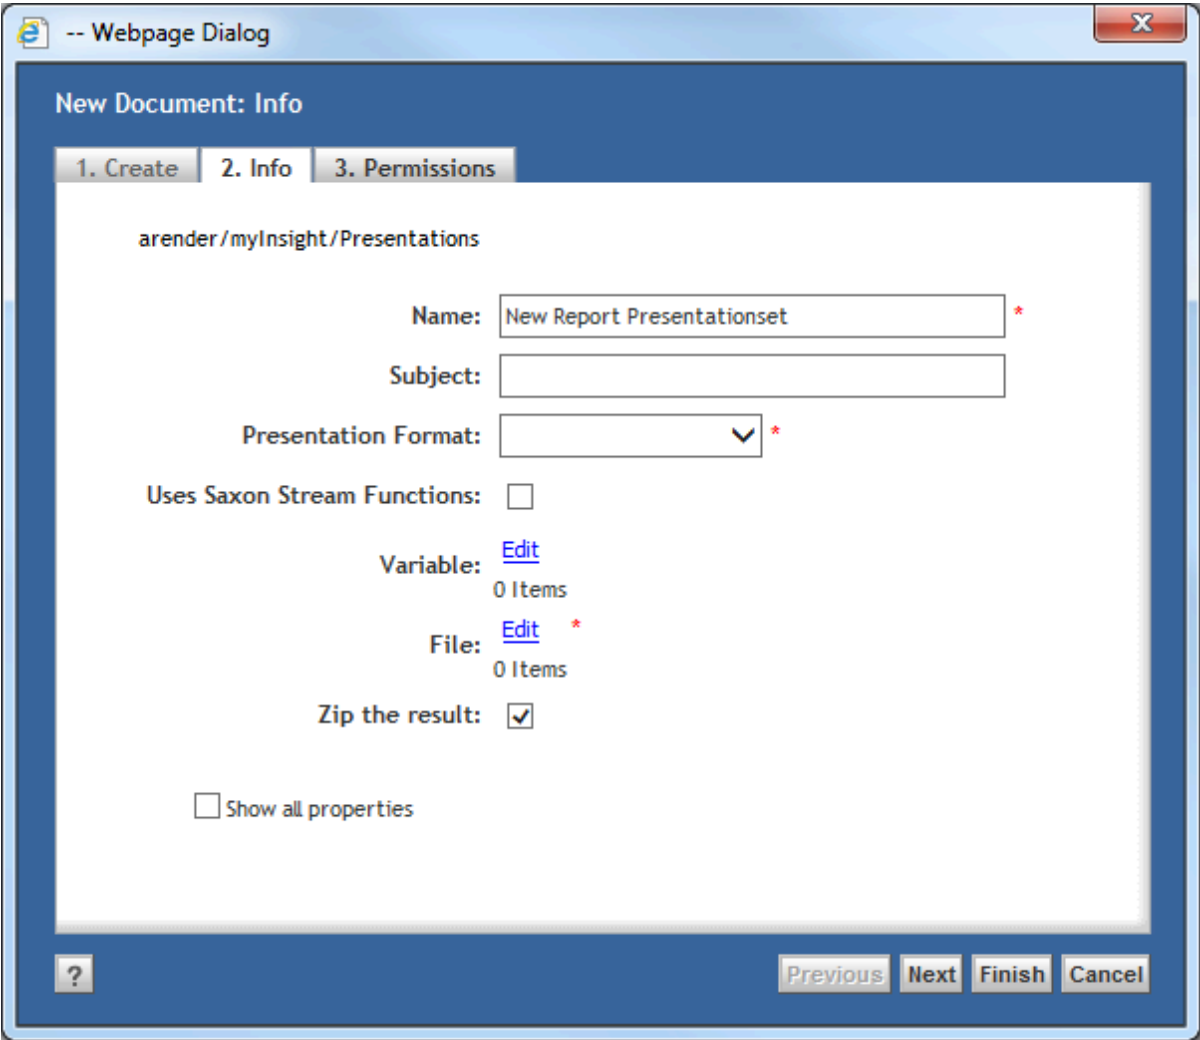 -- Webpage Dialog
X
New Document: Info
1. Create 2. Info 3. Permissions
arender/myInsight/Presentations
Name: New Report Presentationset *
Subject:
Presentation Format: *
Uses Saxon Stream Functions:
Variable: Edit
0 Items
File: Edit *
0 Items
Zip the result:
Show all properties
? Previous Next Finish Cancel